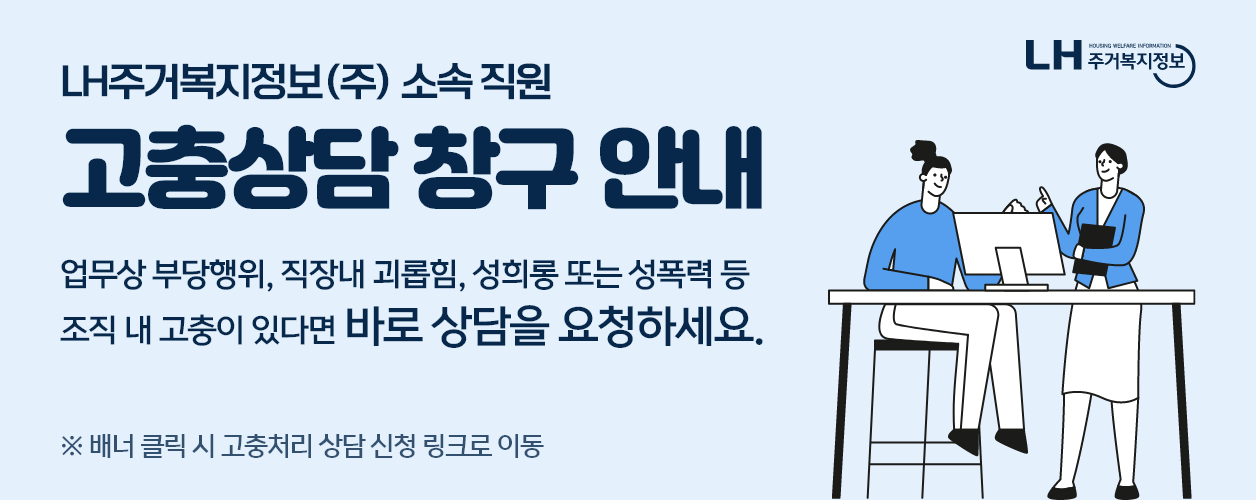 LH주거복지정보(주) 소속 직원
HOUSING WELFARE INFORMATION
LH 주거복지정보
고충상담 창구 안내
업무상 부당행위, 직장내 괴롭힘, 성희롱 또는 성폭력 등
조직 내 고충이 있다면 바로 상담을 요청하세요.
※ 배너 클릭 시 고충처리 상담 신청 링크로 이동